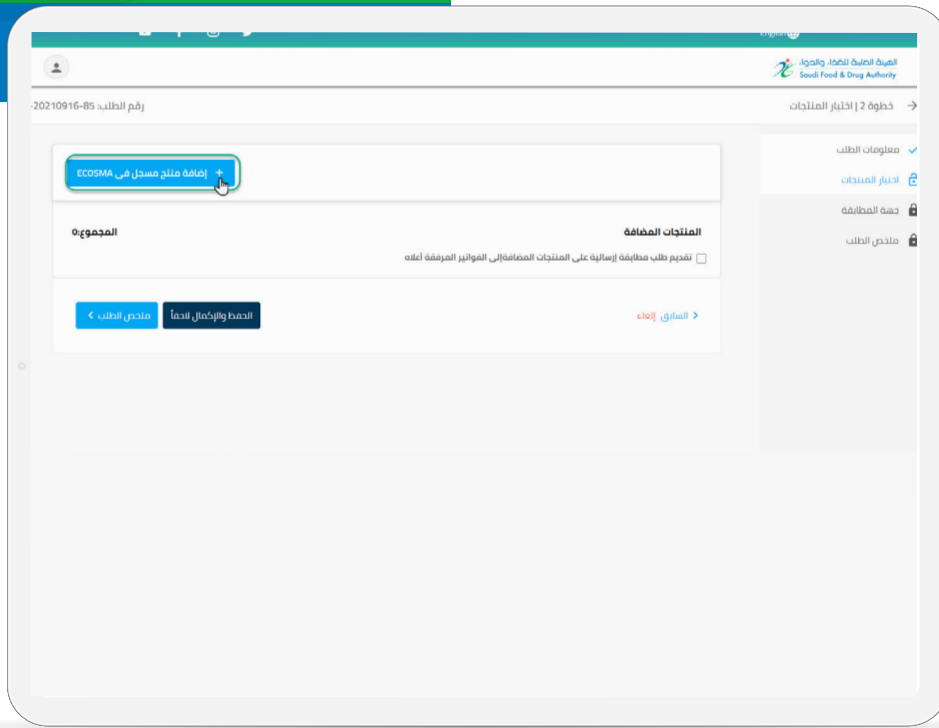 English
الهيئة العامة للغذاء والدواء
Saudi Food & Drug Authority
خطوة 2 | اختيار المنتجات
رقم الطلب: 85-20210916-
معلومات الطلب
اختيار المنتجات
جهة المطابقة
ملخص الطلب
+ إضافة منتج مسجل في ECOSMA
المنتجات المضافة
المجموع:0
تقديم طلب مطابقة إرسالية على المنتجات المضافةإلى الفواتير المرفقة أعلاه
السابق إلغاء
الحفظ والإكمال لاحقاً
ملخص الطلب